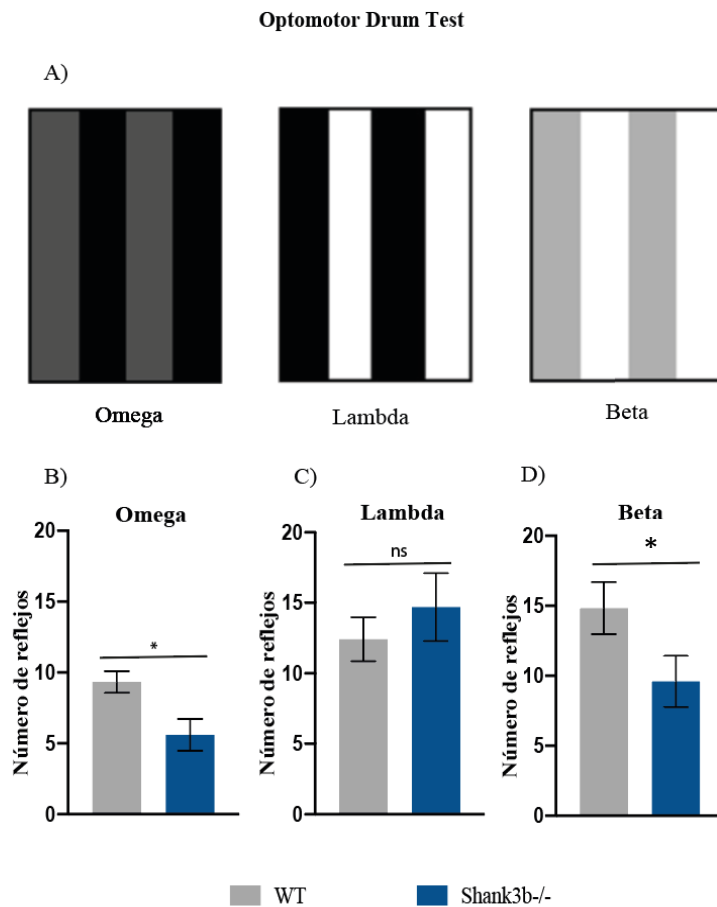 Optomotor Drum Test
A)
Omega
Lambda
Beta
B)
Omega
Número de reflejos
20
15
10
5
0
*
C)
Lambda
Número de reflejos
20
15
10
5
0
ns
D)
Beta
Número de reflejos
20
15
10
5
0
*
WT
Shank3b-/-